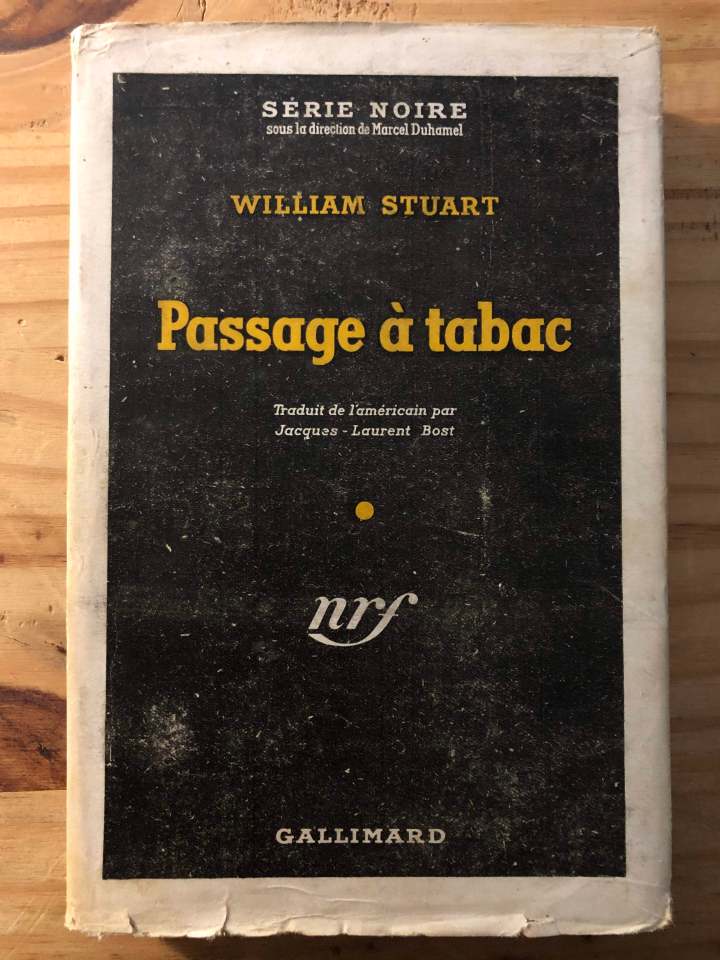 SÉRIE NOIRE
sous la direction de Marcel Duhamel
WILLIAM STUART
Passage à tabac
Traduit de l'américain par
Jacques-Laurent Bost
nrf
GALLIMARD